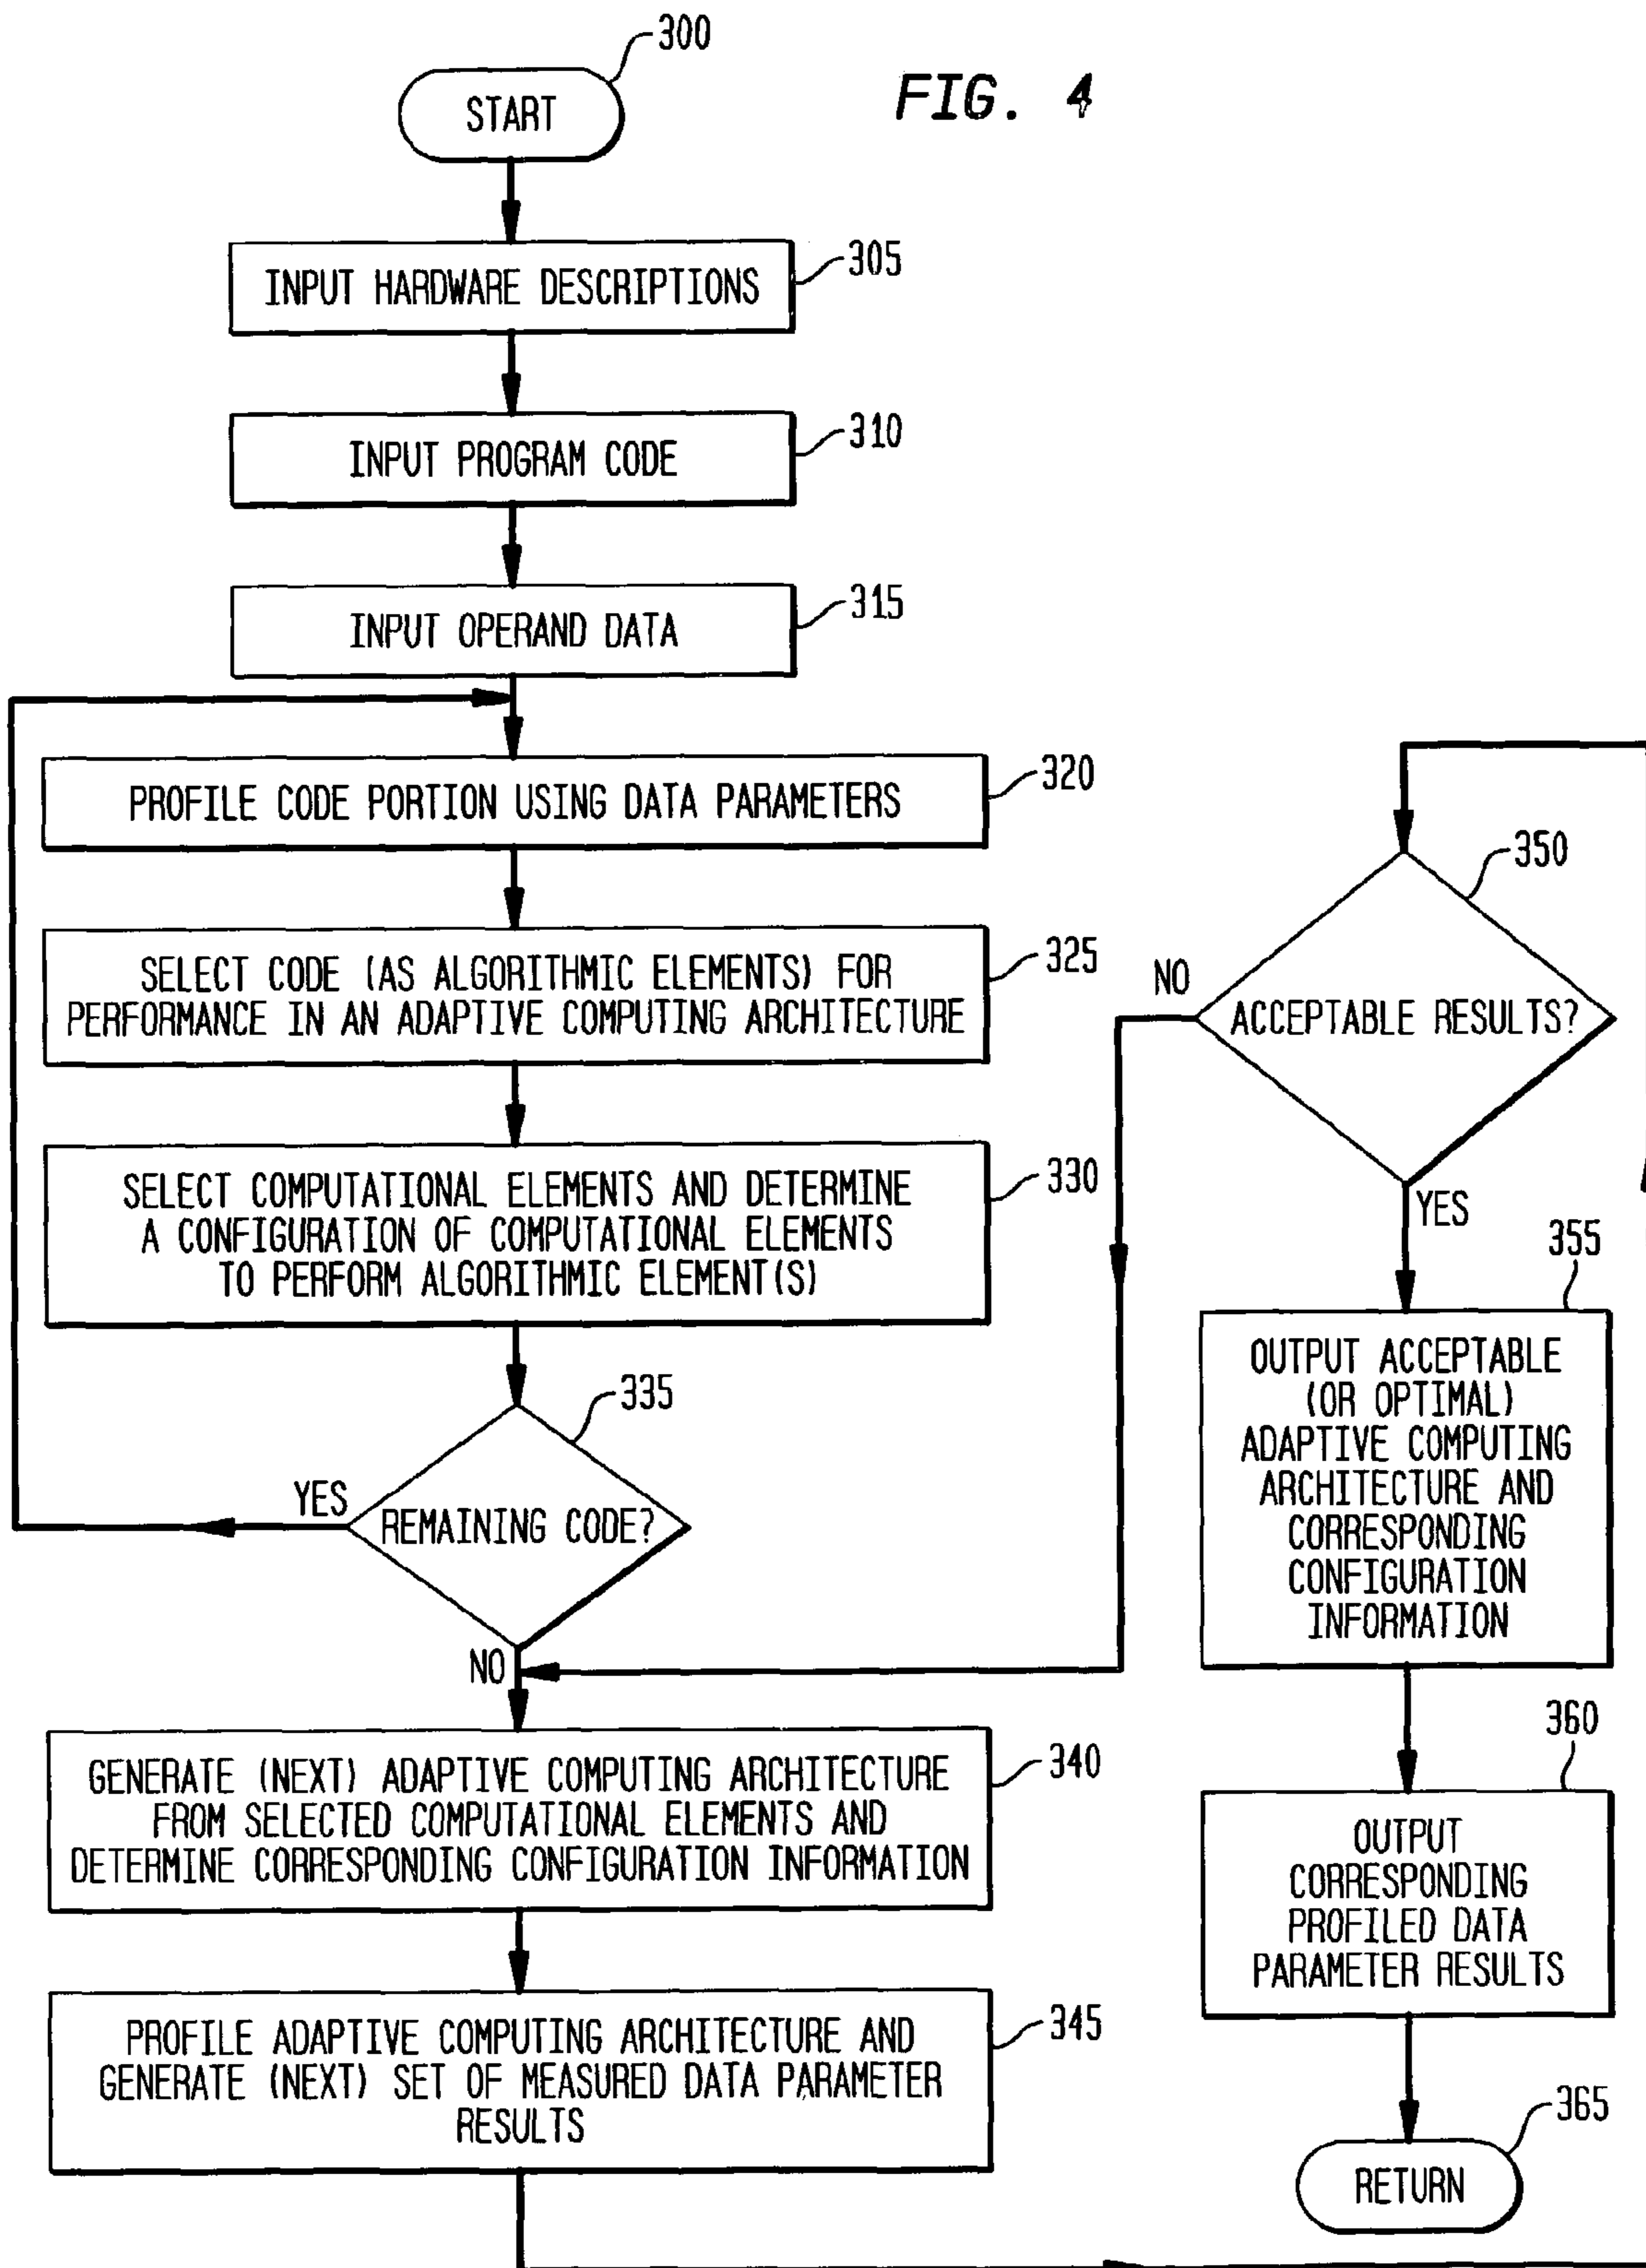 FIG. 4
300
START
305
INPUT HARDWARE DESCRIPTIONS
310
INPUT PROGRAM CODE
315
INPUT OPERAND DATA
320
PROFILE CODE PORTION USING DATA PARAMETERS
325
SELECT CODE (AS ALGORITHMIC ELEMENTS) FOR
PERFORMANCE IN AN ADAPTIVE COMPUTING ARCHITECTURE
330
SELECT COMPUTATIONAL ELEMENTS AND DETERMINE
A CONFIGURATION OF COMPUTATIONAL ELEMENTS
TO PERFORM ALGORITHMIC ELEMENT(S)
335
YES
REMAINING CODE?
NO
340
GENERATE (NEXT) ADAPTIVE COMPUTING ARCHITECTURE
FROM SELECTED COMPUTATIONAL ELEMENTS AND
DETERMINE CORRESPONDING CONFIGURATION INFORMATION
345
PROFILE ADAPTIVE COMPUTING ARCHITECTURE AND
GENERATE (NEXT) SET OF MEASURED DATA PARAMETER
RESULTS
350
NO
ACCEPTABLE RESULTS?
YES
355
OUTPUT ACCEPTABLE
(OR OPTIMAL)
ADAPTIVE COMPUTING
ARCHITECTURE AND
CORRESPONDING
CONFIGURATION
INFORMATION
360
OUTPUT
CORRESPONDING
PROFILED DATA
PARAMETER RESULTS
365
RETURN